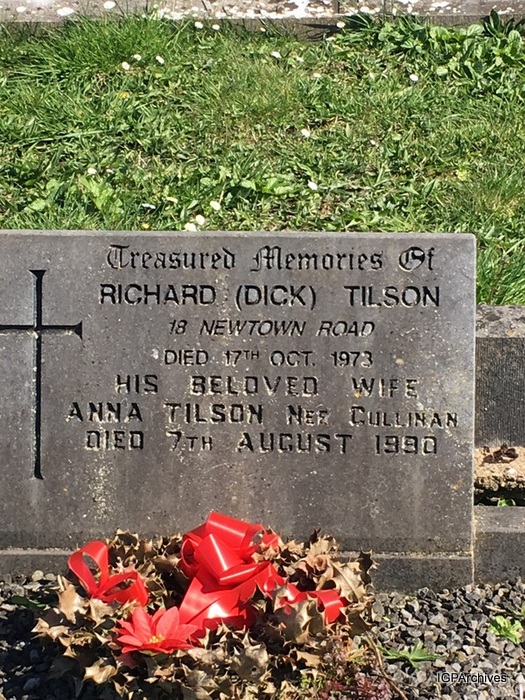 Treasured Memories Of
RICHARD (DICK) TILSON
18 NEWTOWN ROAD
DIED 17TH OCT. 1973
HIS BELOVED WIFE
ANNA TILSON NEE CULLINAN
DIED 7TH AUGUST 1990
IGPArchives